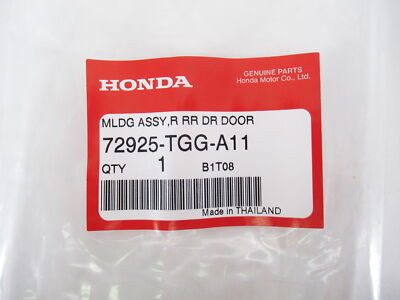 HONDA
GENUINE PARTS
Honda Motor Co., Ltd.
MLDG ASSY,R RR DR DOOR
72925-TGG-A11
QTY 1 B1T08
Made in THAILAND